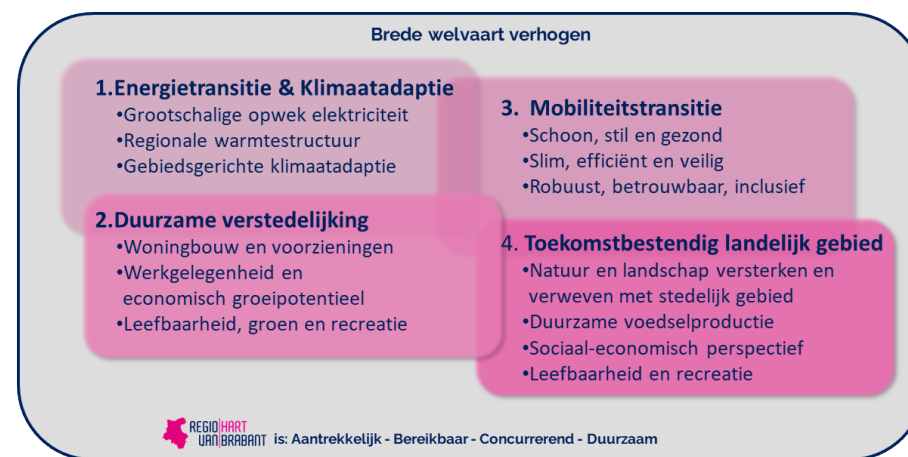 Brede welvaart verhogen
1.Energietransitie & Klimaatadaptie
•Grootschalige opwek elektriciteit
•Regionale warmtestructuur
•Gebiedsgerichte klimaatadaptie
2.Duurzame verstedelijking
•Woningbouw en voorzieningen
•Werkgelegenheid en
economisch groeipotentieel
•Leefbaarheid, groen en recreatie
3. Mobiliteitstransitie
•Schoon, stil en gezond
•Slim, efficiënt en veilig
•Robuust, betrouwbaar, inclusief
4. Toekomstbestendig landelijk gebied
•Natuur en landschap versterken en
verweven met stedelijk gebied
•Duurzame voedselproductie
•Sociaal-economisch perspectief
•Leefbaarheid en recreatie
REGIO HART
VAN BRABANT is: Aantrekkelijk - Bereikbaar - Concurrerend - Duurzaam